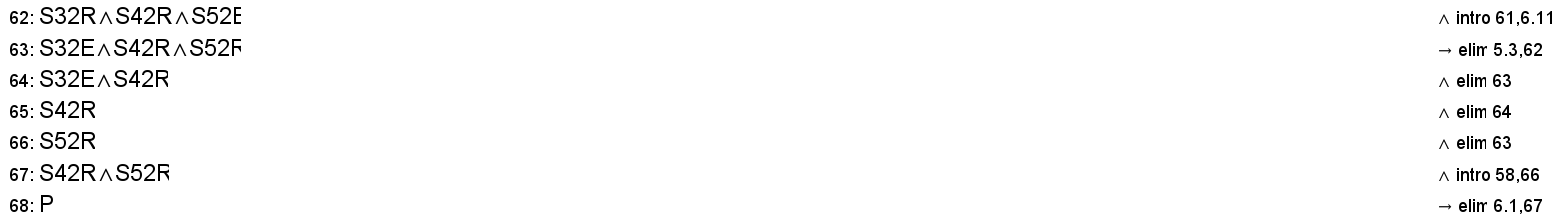 62: S32R∧S42R∧S52E ∧ intro 61,6.11
63: S32E∧S42R∧S52R → elim 5.3,62
64: S32E∧S42R ∧ elim 63
65: S42R ∧ elim 64
66: S52R ∧ elim 63
67: S42R∧S52R ∧ intro 58,66
68: P → elim 6.1,67